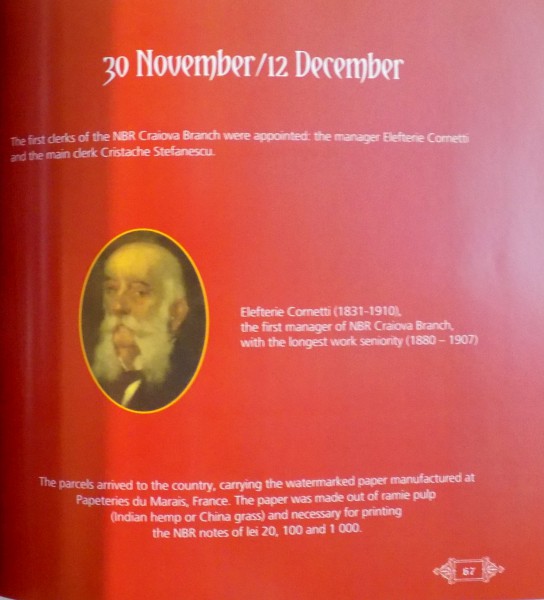 30 November/12 December
The first clerks of the NBR Craiova Branch were appointed: the manager Elefterie Cornetti
and the main clerk Cristache Stefanescu.
Elefterie Cornetti (1831-1910),
the first manager of NBR Craiova Branch,
with the longest work seniority (1880 – 1907)
The parcels arrived to the country, carrying the watermarked paper manufactured at
Papeteries du Marais, France. The paper was made out of ramie pulp
(Indian hemp or China grass) and necessary for printing
the NBR notes of lei 20, 100 and 1 000.
67